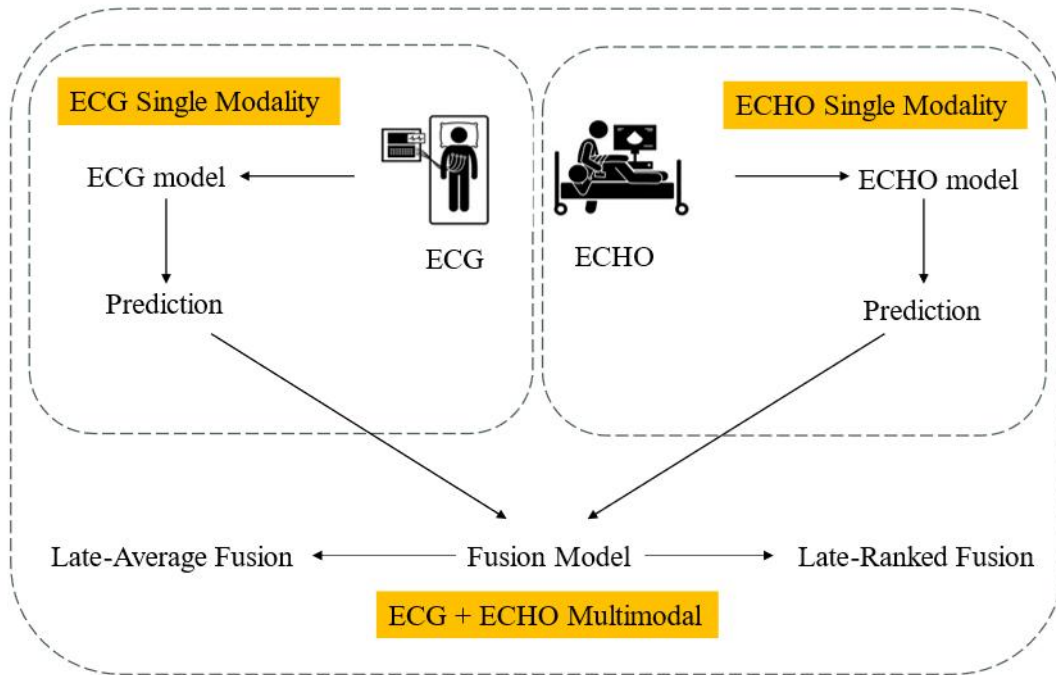 ECG Single Modality
ECHO Single Modality
ECG model
ECHO model
ECG
ECHO
Prediction
Prediction
Late-Average Fusion
Fusion Model
Late-Ranked Fusion
ECG + ECHO Multimodal